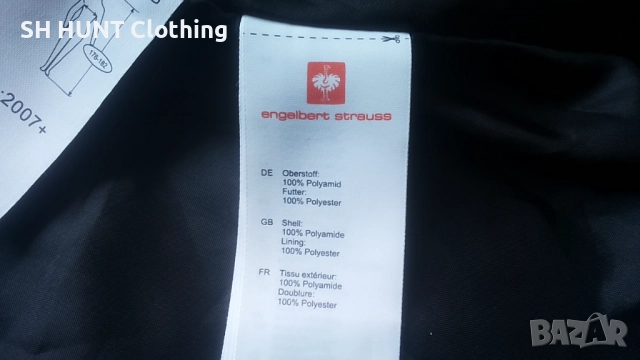 SH HUNT Clothing
176-182
:2007+
engelbert strauss
DE Oberstoff:
100% Polyamid
Futter:
100% Polyester
GB Shell:
100% Polyamide
Lining:
100% Polyester
FR Tissu extérieur:
100% Polyamide
Doublure:
100% Polyester
BAZAR